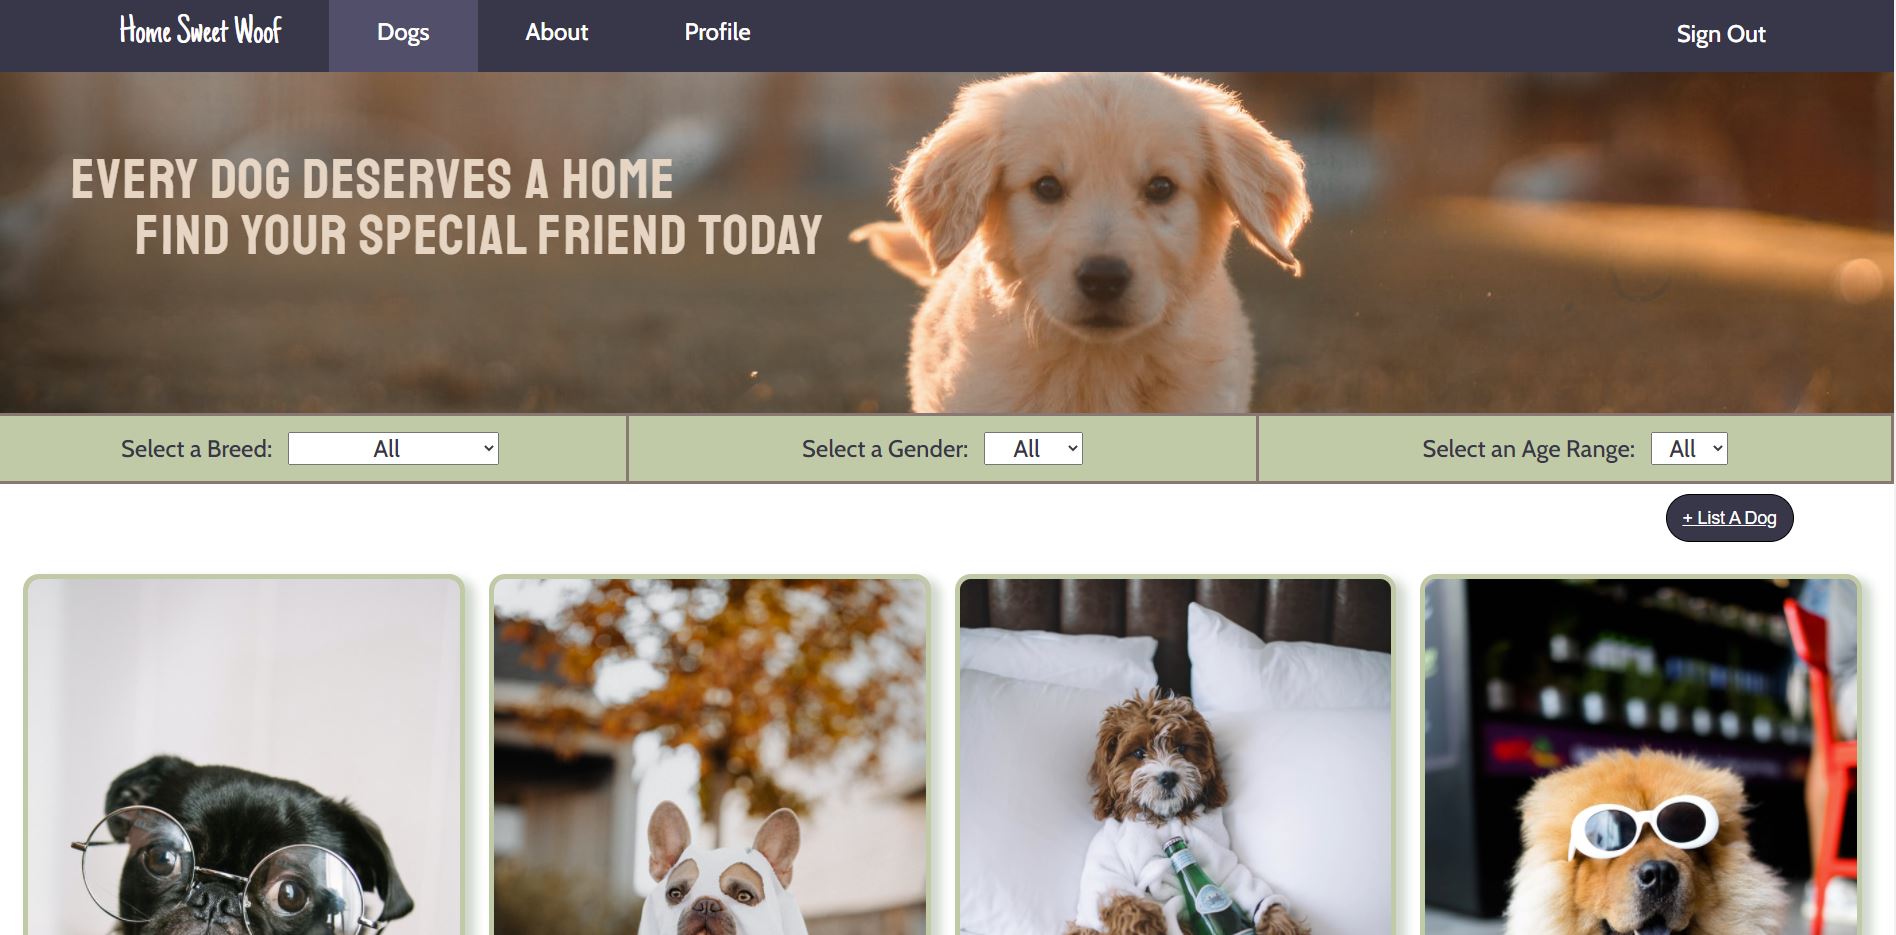 Home Sweet Woof
Dogs
About
Profile
Sign Out
EVERY DOG DESERVES A HOME
FIND YOUR SPECIAL FRIEND TODAY
Select a Breed: All
Select a Gender: All
Select an Age Range: All
+ List A Dog